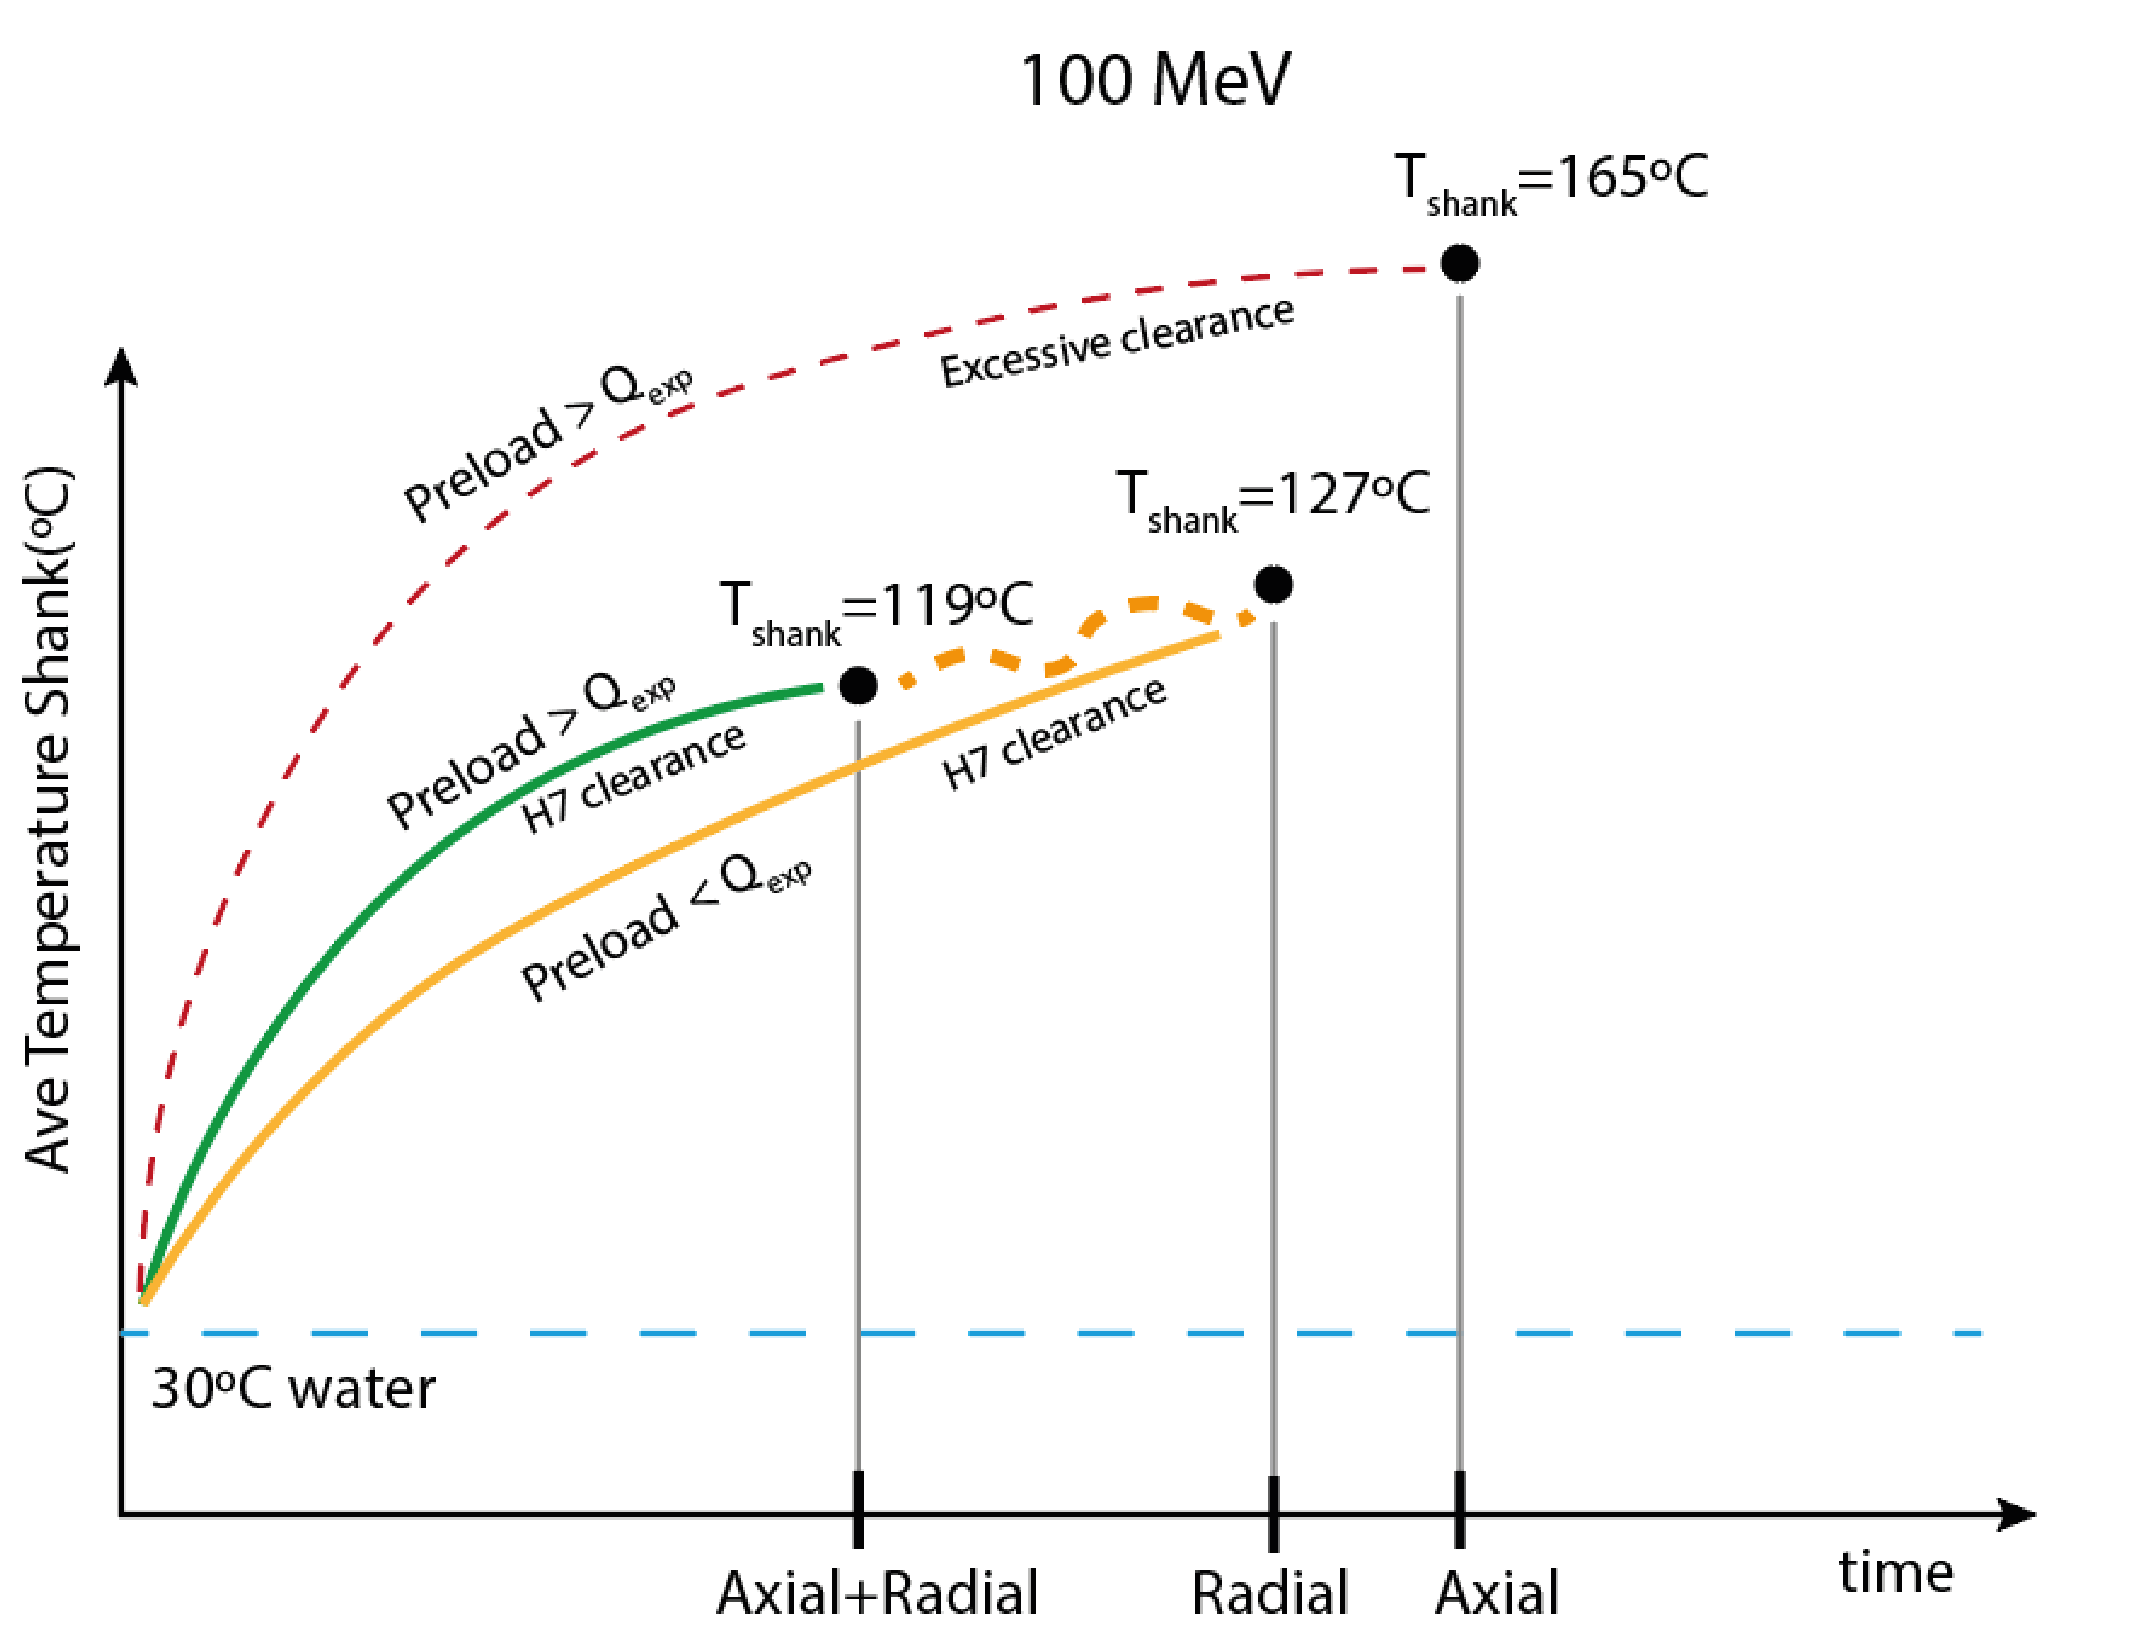 100 MeV
Tshank=165ºC
Excessive clearance
Preload > Qexp
Tshank=127ºC
Tshank=119ºC
Preload > Qexp
H7 clearance
H7 clearance
Preload < Qexp
Ave Temperature Shank(ºC)
30ºC water
Axial+Radial
Radial
Axial
time